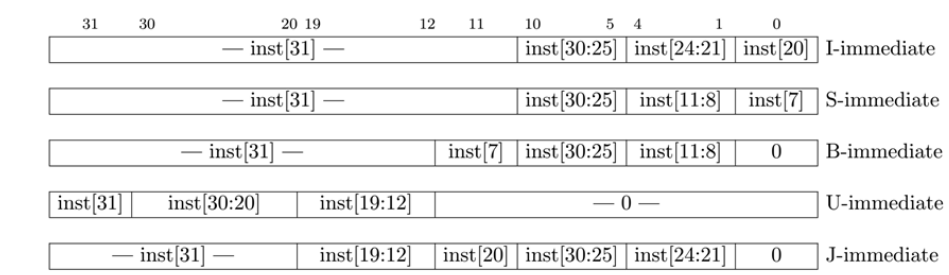 31 30 20 19 12 11 10 5 4 1 0
— inst[31] — inst[30:25] inst[24:21] inst[20] I-immediate
— inst[31] — inst[30:25] inst[11:8] inst[7] S-immediate
— inst[31] — inst[7] inst[30:25] inst[11:8] 0 B-immediate
inst[31] inst[30:20] inst[19:12] — 0 — U-immediate
— inst[31] — inst[19:12] inst[20] inst[30:25] inst[24:21] 0 J-immediate